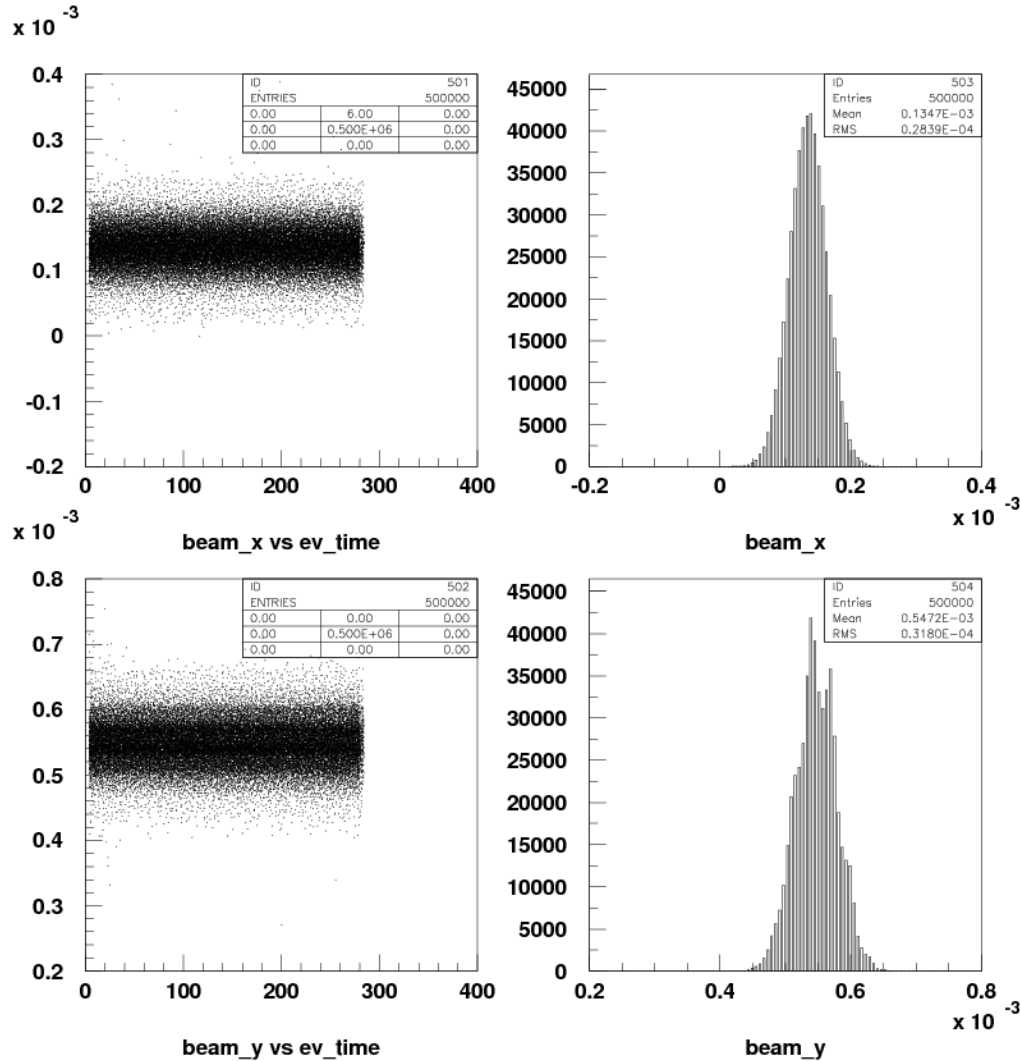 x 10 -3
0.4
0.3
0.2
0.1
0
-0.1
-0.2
0 100 200 300 400
ID 501
ENTRIES 500000
0.00 6.00 0.00
0.00 0.500E+06 0.00
0.00 0.00 0.00
beam_x vs ev_time
45000
40000
35000
30000
25000
20000
15000
10000
5000
0
-0.2 0 0.2 0.4
x 10 -3
ID 503
Entries 500000
Mean 0.1347E-03
RMS 0.2839E-04
beam_x
x 10 -3
0.8
0.7
0.6
0.5
0.4
0.3
0.2
0 100 200 300 400
ID 502
ENTRIES 500000
0.00 0.00 0.00
0.00 0.500E+06 0.00
0.00 0.00 0.00
beam_y vs ev_time
45000
40000
35000
30000
25000
20000
15000
10000
5000
0
0.2 0.4 0.6 0.8
x 10 -3
ID 504
Entries 500000
Mean 0.5472E-03
RMS 0.3180E-04
beam_y